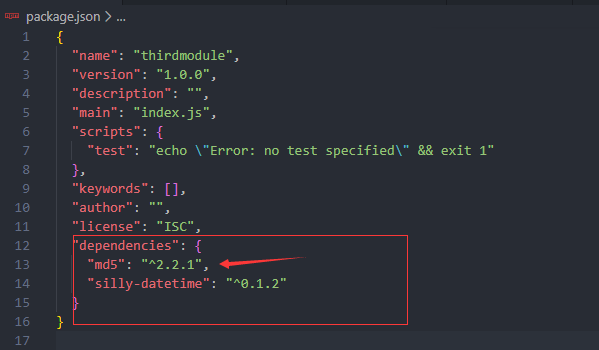 package.json > ...
1 {
2 "name": "thirdmodule",
3 "version": "1.0.0",
4 "description": "",
5 "main": "index.js",
6 "scripts": {
7 "test": "echo \"Error: no test specified\" && exit 1"
8 },
9 "keywords": [],
10 "author": "",
11 "license": "ISC",
12 "dependencies": {
13 "md5": "^2.2.1",
14 "silly-datetime": "^0.1.2"
15 }
16 }
17